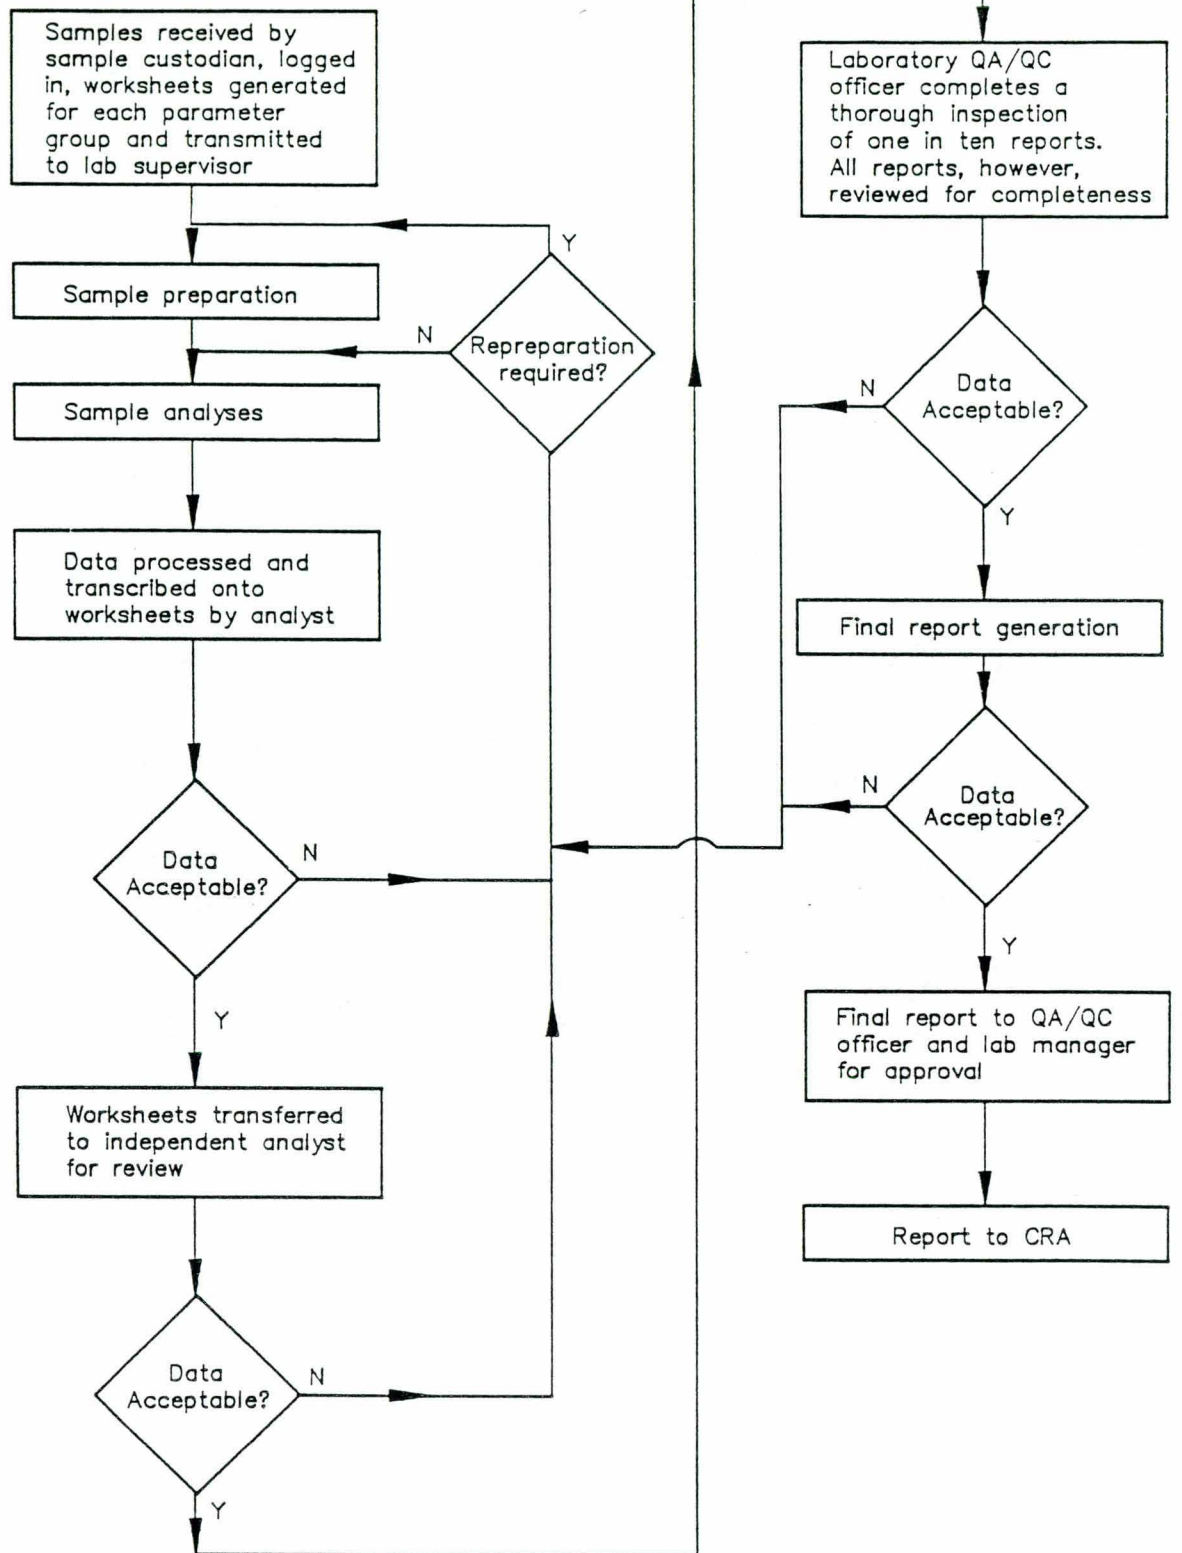 Samples received by
sample custodian, logged
in, worksheets generated
for each parameter
group and transmitted
to lab supervisor
Sample preparation
Y
N
Repreparation
required?
Sample analyses
Data processed and
transcribed onto
worksheets by analyst
Data
Acceptable?
N
Y
Worksheets transferred
to independent analyst
for review
Data
Acceptable?
N
Y
Laboratory QA/QC
officer completes a
thorough inspection
of one in ten reports.
All reports, however,
reviewed for completeness
N
Data
Acceptable?
Y
Final report generation
N
Data
Acceptable?
Y
Final report to QA/QC
officer and lab manager
for approval
Report to CRA